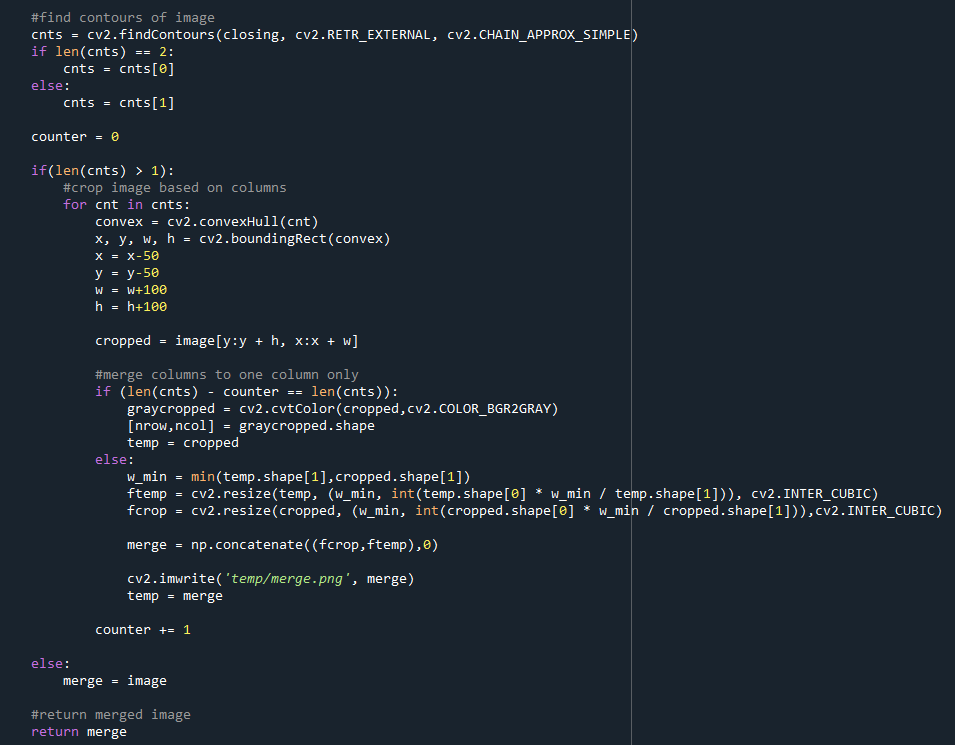 #find contours of image
cnts = cv2.findContours(closing, cv2.RETR_EXTERNAL, cv2.CHAIN_APPROX_SIMPLE)
if len(cnts) == 2:
    cnts = cnts[0]
else:
    cnts = cnts[1]

counter = 0

if(len(cnts) > 1):
    #crop image based on columns
    for cnt in cnts:
        convex = cv2.convexHull(cnt)
        x, y, w, h = cv2.boundingRect(convex)
        x = x-50
        y = y-50
        w = w+100
        h = h+100

        cropped = image[y:y + h, x:x + w]

        #merge columns to one column only
        if (len(cnts) - counter == len(cnts)):
            graycropped = cv2.cvtColor(cropped,cv2.COLOR_BGR2GRAY)
            [nrow,ncol] = graycropped.shape
            temp = cropped
        else:
            w_min = min(temp.shape[1],cropped.shape[1])
            ftemp = cv2.resize(temp, (w_min, int(temp.shape[0] * w_min / temp.shape[1])), cv2.INTER_CUBIC)
            fcrop = cv2.resize(cropped, (w_min, int(cropped.shape[0] * w_min / cropped.shape[1])),cv2.INTER_CUBIC)

            merge = np.concatenate((fcrop,ftemp),0)

            cv2.imwrite('temp/merge.png', merge)
            temp = merge

        counter += 1

else:
    merge = image

#return merged image
return merge